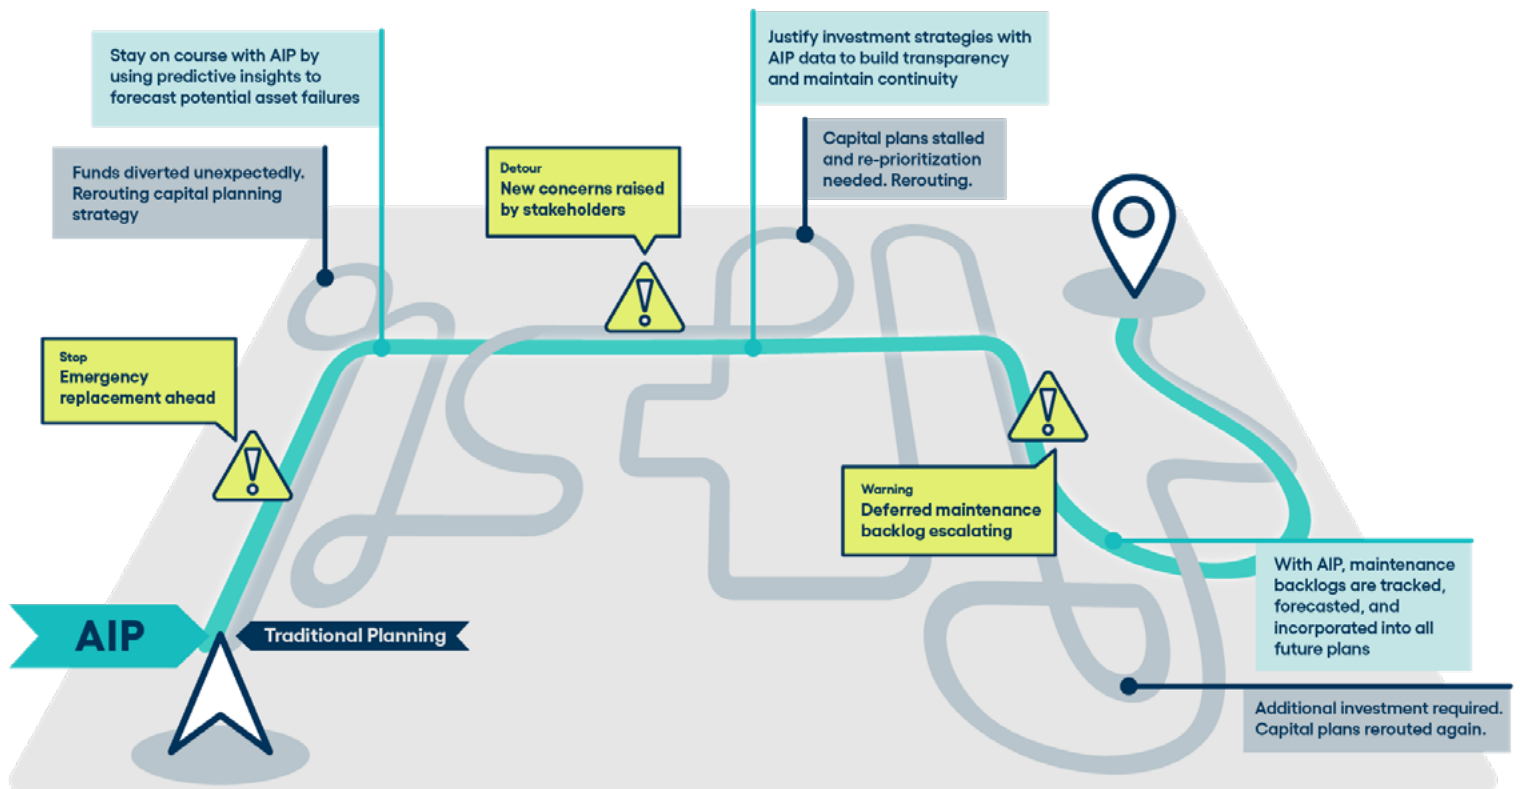 Stay on course with AIP by
using predictive insights to
forecast potential asset failures
Justify investment strategies with
AIP data to build transparency
and maintain continuity
Funds diverted unexpectedly.
Rerouting capital planning
strategy
Detour
New concerns raised
by stakeholders
Capital plans stalled
and re-prioritization
needed. Rerouting.
Stop
Emergency
replacement ahead
Warning
Deferred maintenance
backlog escalating
With AIP, maintenance
backlogs are tracked,
forecasted, and
incorporated into all
future plans
AIP
Traditional Planning
Additional investment required.
Capital plans rerouted again.